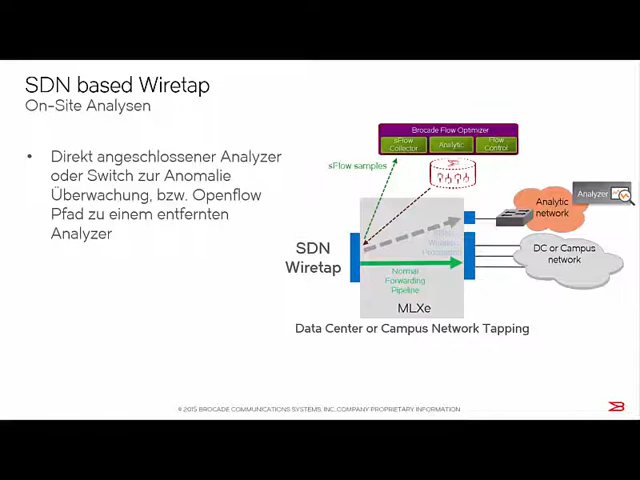 SDN based Wiretap
On-Site Analysen
• Direkt angeschlossener Analyzer
oder Switch zur Anomalie
Überwachung, bzw. Openflow
Pfad zu einem entfernten
Analyzer
Brocade Flow Optimizer
sFlow
Collector
Analytic
Flow
Control
sFlow samples
Analyzer
Analytic
network
DC or Campus
network
SDN
Wiretap
Normal
Forwarding
Pipeline
MLXe
Data Center or Campus Network Tapping
© 2015 BROCADE COMMUNICATIONS SYSTEMS, INC. COMPANY PROPRIETARY INFORMATION